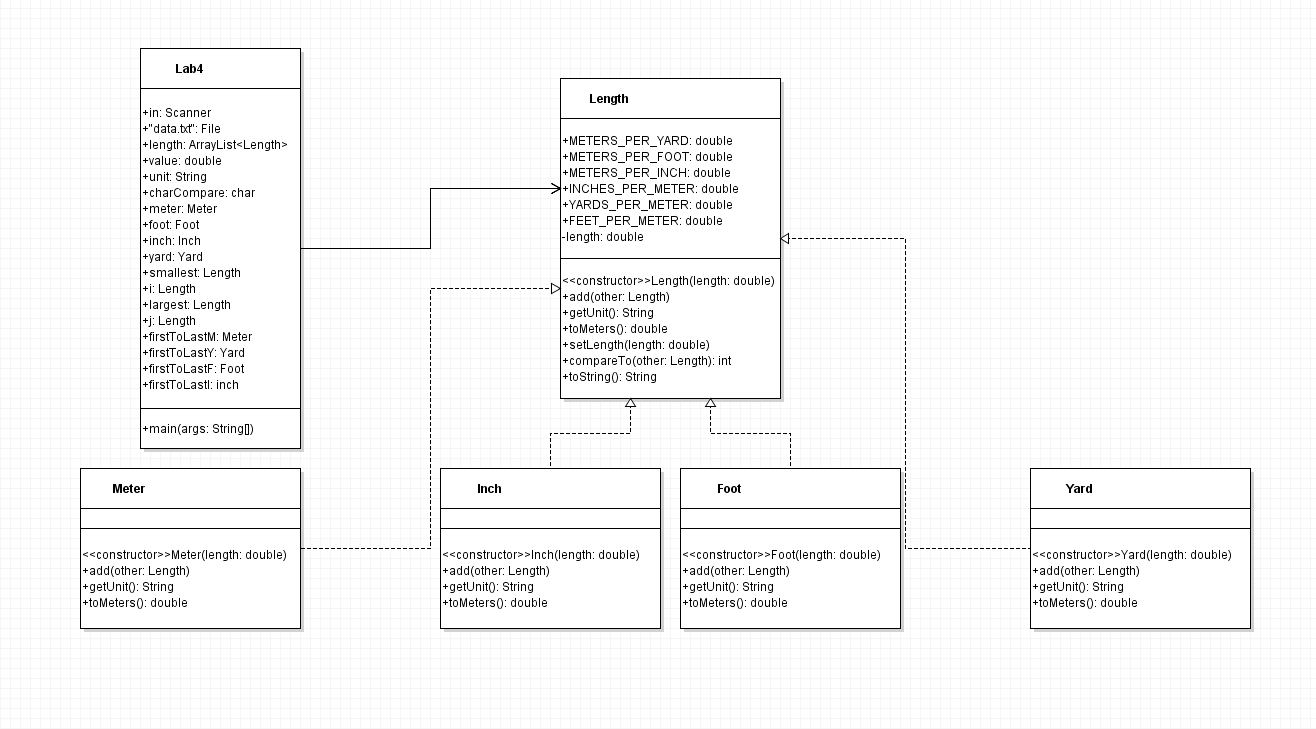 Lab4
+in: Scanner
+"data.txt": File
+length: ArrayList<Length>
+value: double
+unit: String
+charCompare: char
+meter: Meter
+foot: Foot
+inch: Inch
+yard: Yard
+smallest: Length
+i: Length
+largest: Length
+j: Length
+firstToLastM: Meter
+firstToLastY: Yard
+firstToLastF: Foot
+firstToLastI: inch
+main(args: String[])
Length
+METERS_PER_YARD: double
+METERS_PER_FOOT: double
+METERS_PER_INCH: double
+INCHES_PER_METER: double
+YARDS_PER_METER: double
+FEET_PER_METER: double
-length: double
<<constructor>>Length(length: double)
+add(other: Length)
+getUnit(): String
+toMeters(): double
+setLength(length: double)
+compareTo(other: Length): int
+toString(): String
Meter
<<constructor>>Meter(length: double)
+add(other: Length)
+getUnit(): String
+toMeters(): double
Inch
<<constructor>>Inch(length: double)
+add(other: Length)
+getUnit(): String
+toMeters(): double
Foot
<<constructor>>Foot(length: double)
+add(other: Length)
+getUnit(): String
+toMeters(): double
Yard
<<constructor>>Yard(length: double)
+add(other: Length)
+getUnit(): String
+toMeters(): double